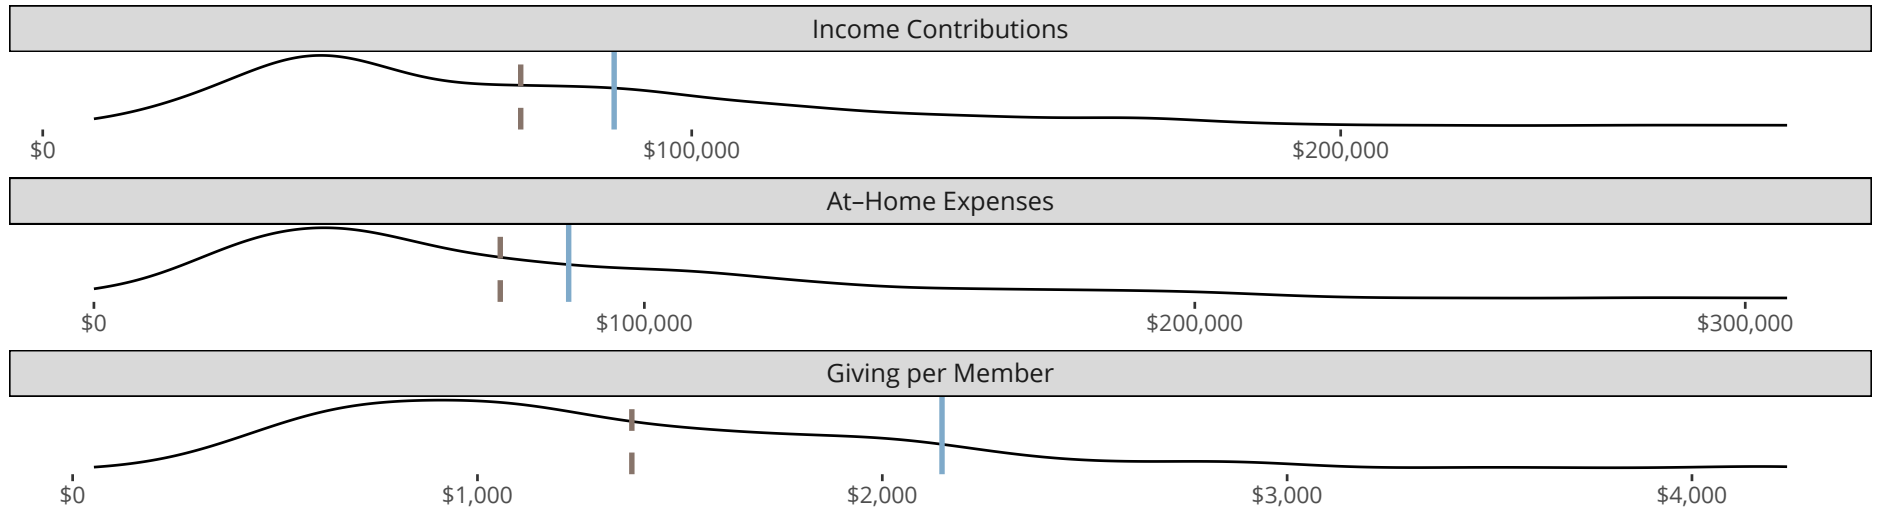 Income Contributions
$0 $100,000 $200,000
At–Home Expenses
$0 $100,000 $200,000 $300,000
Giving per Member
$0 $1,000 $2,000 $3,000 $4,000